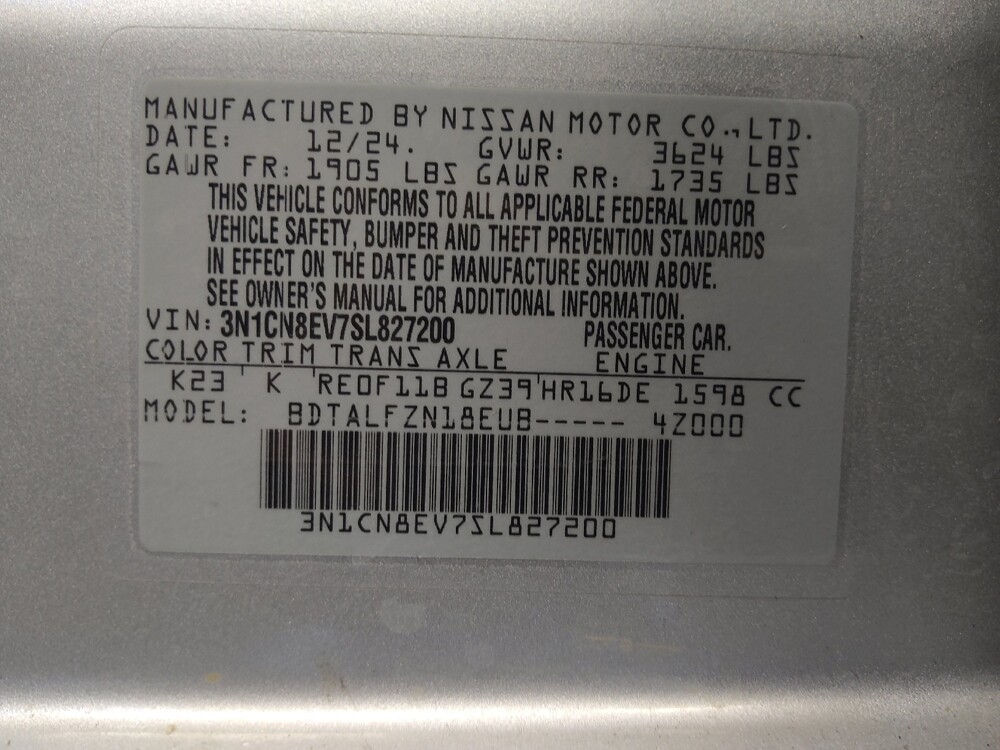 MANUFACTURED BY NISSAN MOTOR CO.,LTD.
DATE: 12/24. GVWR: 3624 LBS
GAWR FR: 1905 LBS GAWR RR: 1735 LBS
THIS VEHICLE CONFORMS TO ALL APPLICABLE FEDERAL MOTOR
VEHICLE SAFETY, BUMPER AND THEFT PREVENTION STANDARDS
IN EFFECT ON THE DATE OF MANUFACTURE SHOWN ABOVE.
SEE OWNER'S MANUAL FOR ADDITIONAL INFORMATION.
VIN: 3N1CN8EV7SL827200 PASSENGER CAR.
COLOR TRIM TRANS AXLE ENGINE
K23 ' K 'RE0F11B GZ39'HR16DE 1598 CC
MODEL: BDTALFZN18EUB----- 4Z000
3N1CN8EV7SL827200